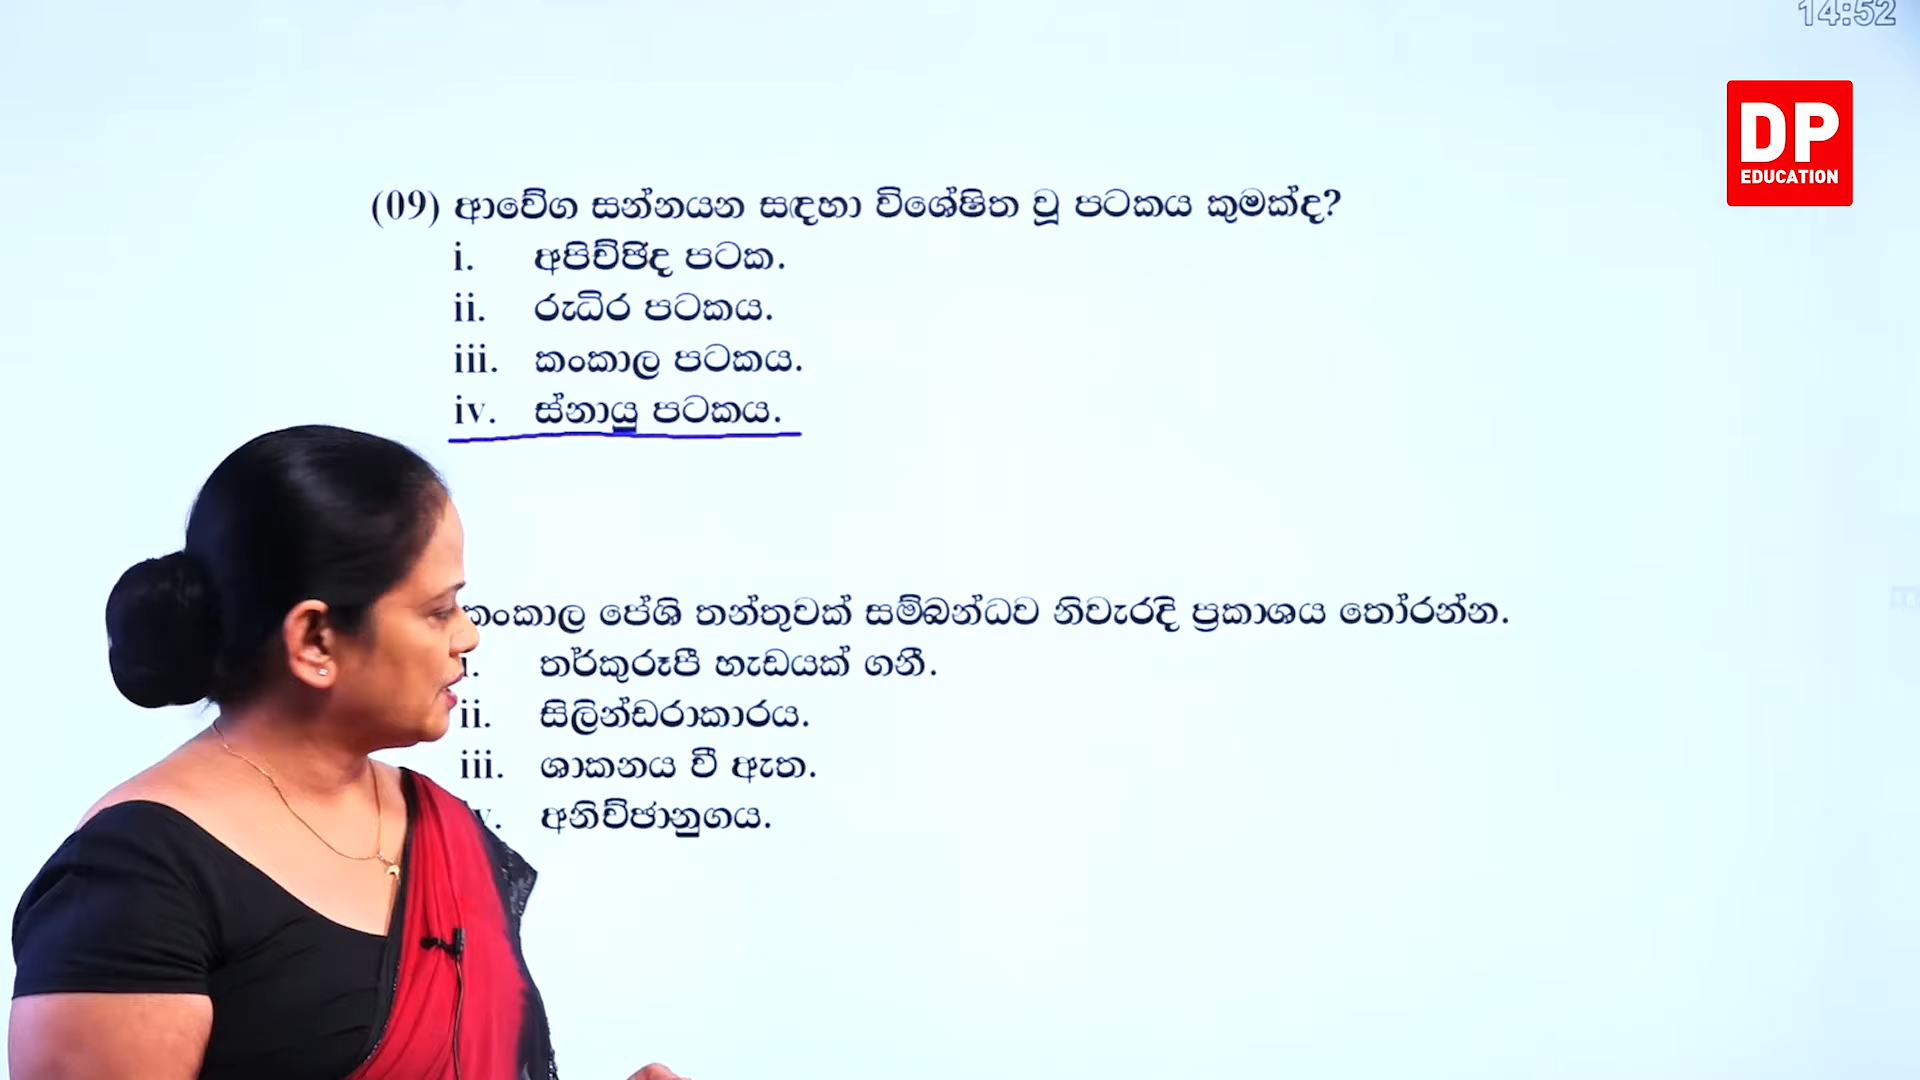 14:52
DP
EDUCATION
(09) ආවේග සන්නයන සඳහා විශේෂිත වූ පටකය කුමක්ද?
i. අපිච්ඡිද පටක.
ii. රුධිර පටකය.
iii. කංකාල පටකය.
iv. ස්නායු පටකය.
කංකාල පේශි තන්තුවක් සම්බන්ධව නිවැරදි ප්‍රකාශය තෝරන්න.
i. තර්කුරූපී හැඩයක් ගනී.
ii. සිලින්ඩරාකාරය.
iii. ශාකනය වී ඇත.
iv. අනිච්ඡානුගය.